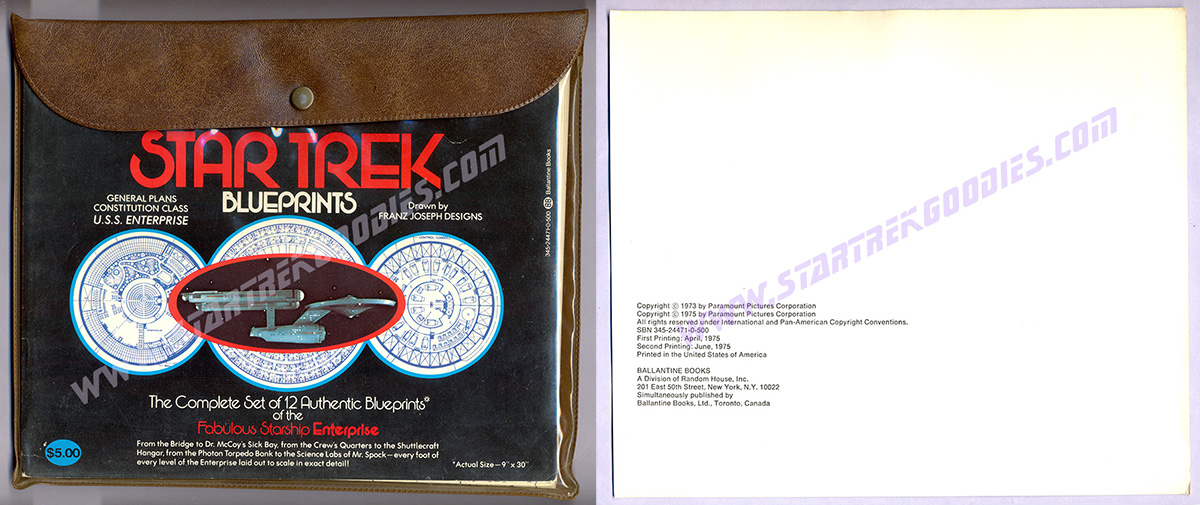 STAR TREK
BLUEPRINTS
GENERAL PLANS
CONSTITUTION CLASS
U.S.S. ENTERPRISE
Drawn by
FRANZ JOSEPH DESIGNS
345-24471-0-500 Ballantine Books
The Complete Set of 12 Authentic Blueprints*
of the
Fabulous Starship Enterprise
From the Bridge to Dr. McCoy's Sick Bay, from the Crew's Quarters to the Shuttlecraft
Hangar, from the Photon Torpedo Bank to the Science Labs of Mr. Spock—every foot of
every level of the Enterprise laid out to scale in exact detail!
*Actual Size—9" x 30"
$5.00
WWW.STARTREKGOODIES.COM
Copyright © 1973 by Paramount Pictures Corporation
Copyright © 1975 by Paramount Pictures Corporation
All rights reserved under International and Pan-American Copyright Conventions.
SBN 345-24471-0-500
First Printing: April, 1975
Second Printing: June, 1975
Printed in the United States of America
BALLANTINE BOOKS
A Division of Random House, Inc.
201 East 50th Street, New York, N.Y. 10022
Simultaneously published by
Ballantine Books, Ltd., Toronto, Canada
WWW.STARTREKGOODIES.COM